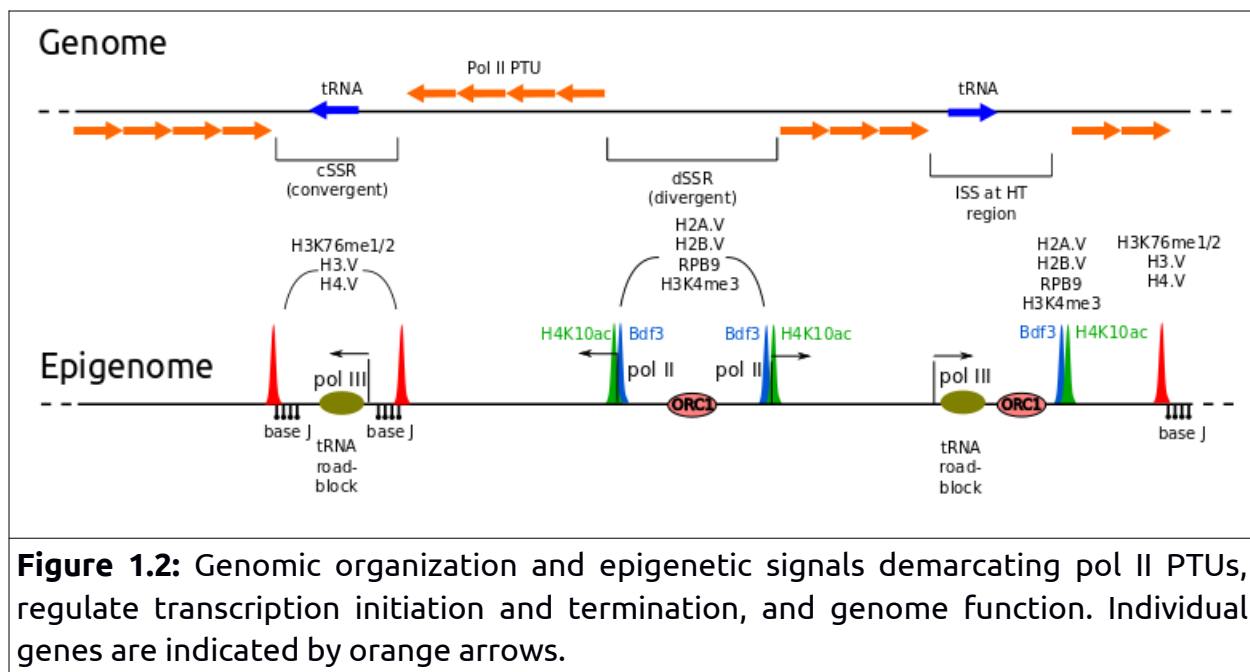 Genome
Pol II PTU
tRNA
tRNA
cSSR
(convergent)
dSSR
(divergent)
ISS at HT
region
H3K76me1/2
H3.V
H4.V
H2A.V
H2B.V
RPB9
H3K4me3
H2A.V
H2B.V
RPB9
H3K4me3
H3K76me1/2
H3.V
H4.V
H4K10ac
Bdf3
Bdf3
H4K10ac
Bdf3
H4K10ac
Epigenome
pol III
pol II
pol II
pol III
ORC1
ORC1
base J
base J
base J
tRNA
road-
block
tRNA
road-
block
Figure 1.2: Genomic organization and epigenetic signals demarcating pol II PTUs,
regulate transcription initiation and termination, and genome function. Individual
genes are indicated by orange arrows.